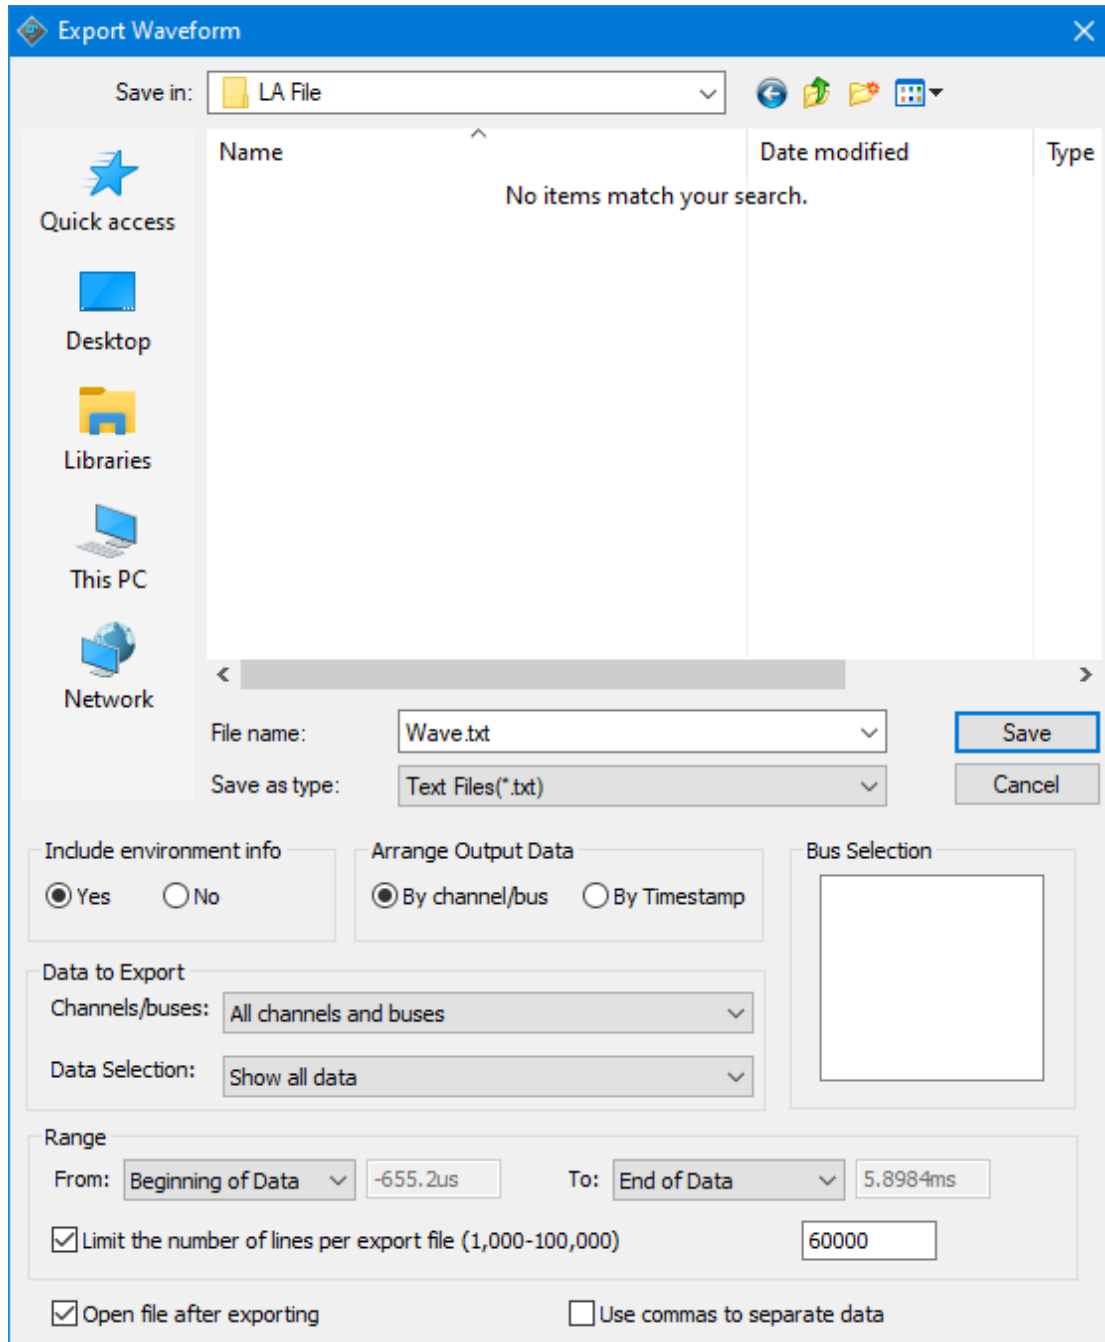 Export Waveform
Save in: LA File
Name Date modified Type
No items match your search.
Quick access
Desktop
Libraries
This PC
Network
File name: Wave.txt Save
Save as type: Text Files(*.txt) Cancel
Include environment info Arrange Output Data Bus Selection
Yes No By channel/bus By Timestamp
Data to Export
Channels/buses: All channels and buses
Data Selection: Show all data
Range
From: Beginning of Data -655.2us To: End of Data 5.8984ms
Limit the number of lines per export file (1,000-100,000) 60000
Open file after exporting Use commas to separate data